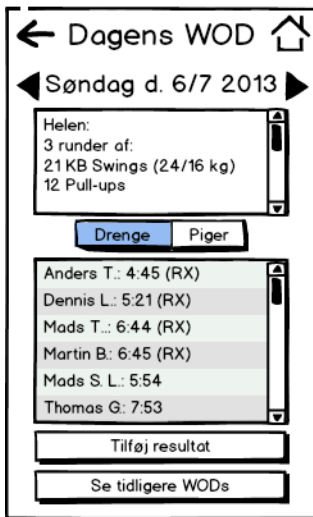 Dagens WOD
Søndag d. 6/7 2013
Helen:
3 runder af:
21 KB Swings (24/16 kg)
12 Pull-ups
Drenge Piger
Anders T.: 4:45 (RX)
Dennis L.: 5:21 (RX)
Mads T..: 6:44 (RX)
Martin B.: 6:45 (RX)
Mads S. L.: 5:54
Thomas G.: 7:53
Tilføj resultat
Se tidligere WODs